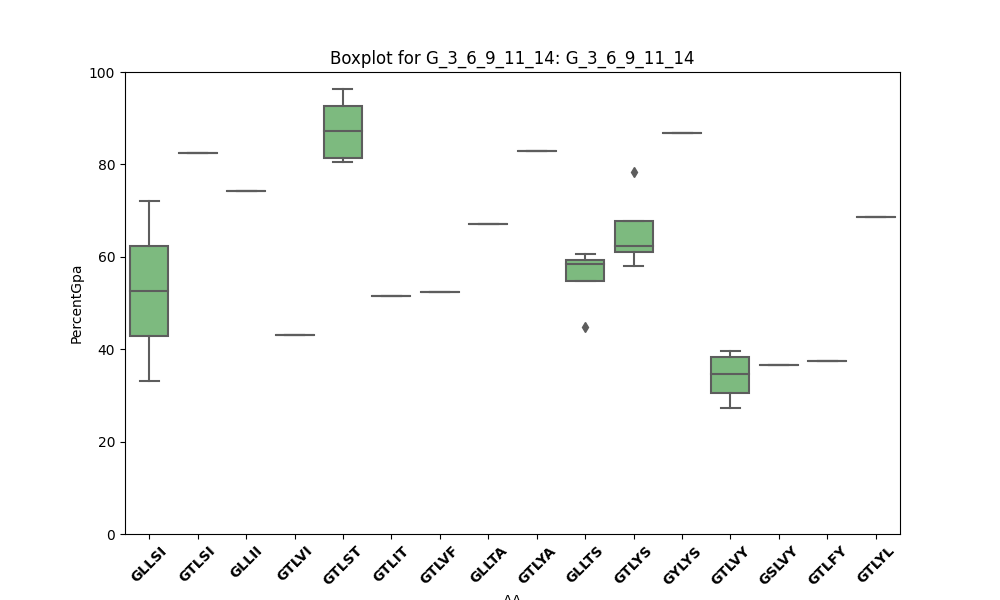 Boxplot for G_3_6_9_11_14: G_3_6_9_11_14
100
80
60
40
20
0
PercentGpa
GLLSI
GTLSI
GLLII
GTLVI
GTLST
GTLIT
GTLVF
GLLTA
GTLYA
GLLTS
GTLYS
GYLYS
GTLVY
GSLVY
GTLFY
GTLYL
AA